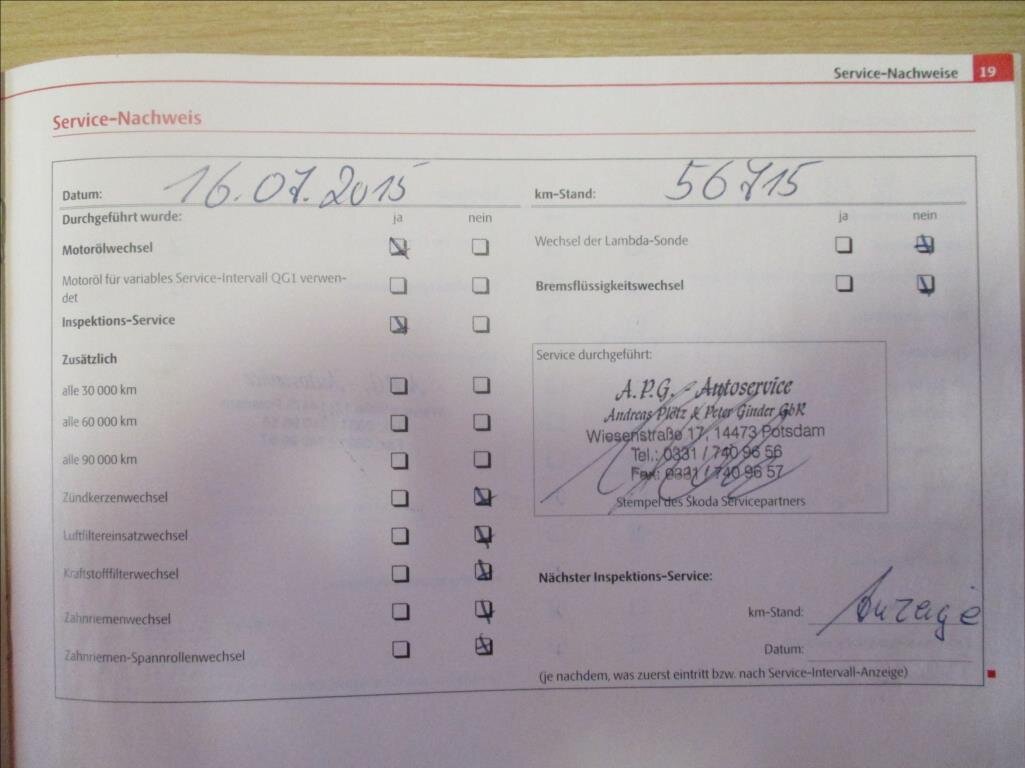 Service-Nachweise 19
Service-Nachweis
Datum: 16.07.2015
km-Stand: 56715
Durchgeführt wurde: ja nein
ja nein
Motorölwechsel
Wechsel der Lambda-Sonde
Motoröl für variables Service-Intervall QG1 verwen-
det
Bremsflüssigkeitswechsel
Inspektions-Service
Zusätzlich
alle 30 000 km
alle 60 000 km
alle 90 000 km
Zündkerzenwechsel
Luftfiltereinsatzwechsel
Kraftstofffilterwechsel
Zahnriemenwechsel
Zahnriemen-Spannrollenwechsel
Service durchgeführt:
A.P.G. - Autoservice
Andreas Plötz & Peter Ginder GbR
Wiesenstraße 17, 14473 Potsdam
Tel.: 0331 / 740 96 56
Fax: 0331 / 740 96 57
Stempel des Skoda Servicepartners
Nächster Inspektions-Service:
km-Stand: Anzeige
Datum:
(je nachdem, was zuerst eintritt bzw. nach Service-Intervall-Anzeige)